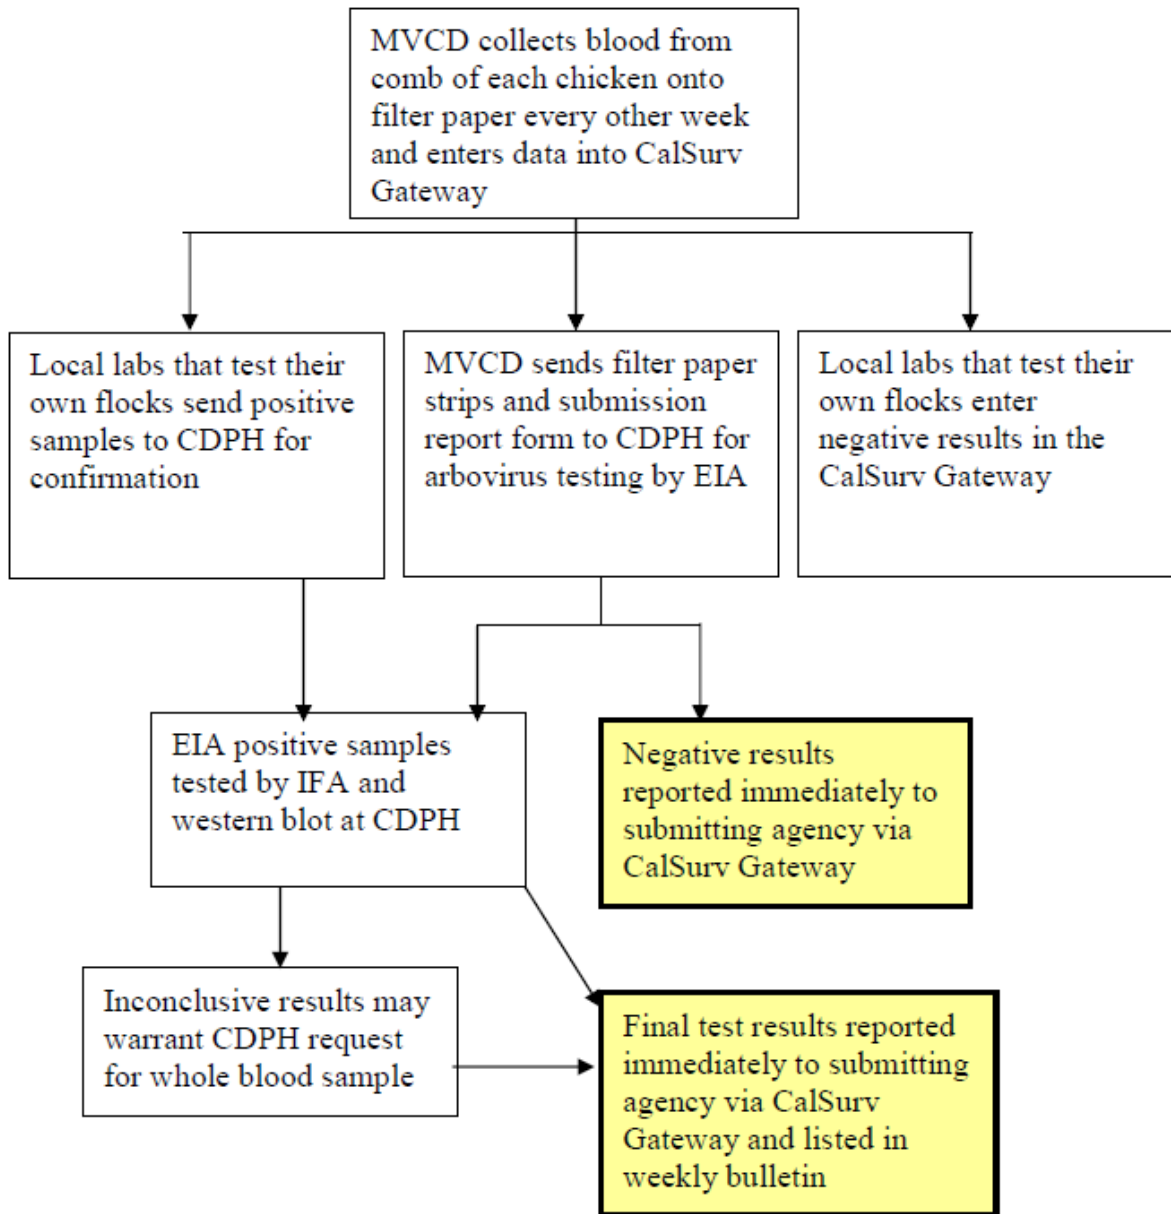 MVCD collects blood from
comb of each chicken onto
filter paper every other week
and enters data into CalSurv
Gateway
Local labs that test their
own flocks send positive
samples to CDPH for
confirmation
MVCD sends filter paper
strips and submission
report form to CDPH for
arbovirus testing by EIA
Local labs that test their
own flocks enter
negative results in the
CalSurv Gateway
EIA positive samples
tested by IFA and
western blot at CDPH
Negative results
reported immediately to
submitting agency via
CalSurv Gateway
Inconclusive results may
warrant CDPH request
for whole blood sample
Final test results reported
immediately to submitting
agency via CalSurv
Gateway and listed in
weekly bulletin